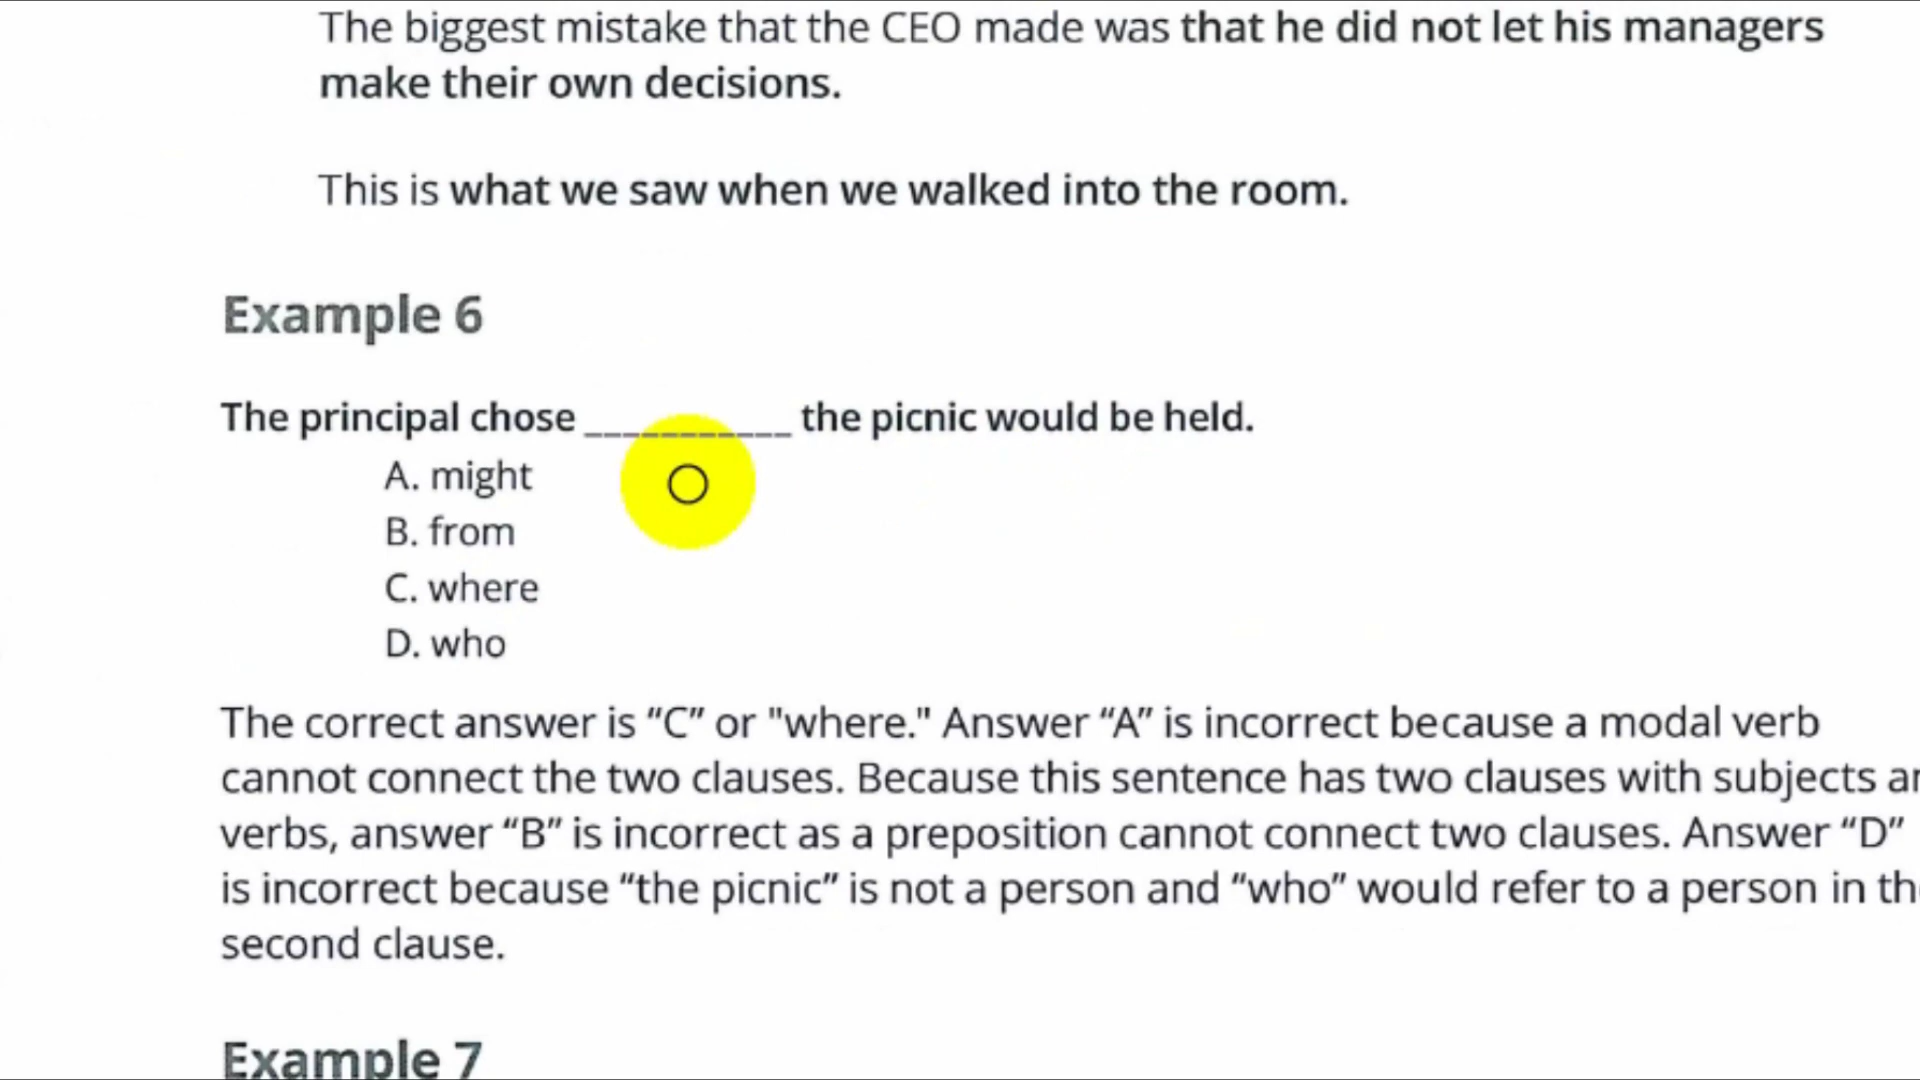 The biggest mistake that the CEO made was that he did not let his managers
make their own decisions.
This is what we saw when we walked into the room.
Example 6
The principal chose ___________ the picnic would be held.
A. might
B. from
C. where
D. who
The correct answer is “C” or "where." Answer “A” is incorrect because a modal verb
cannot connect the two clauses. Because this sentence has two clauses with subjects
verbs, answer “B” is incorrect as a preposition cannot connect two clauses. Answer “D”
is incorrect because “the picnic” is not a person and “who” would refer to a person in
second clause.
Example 7